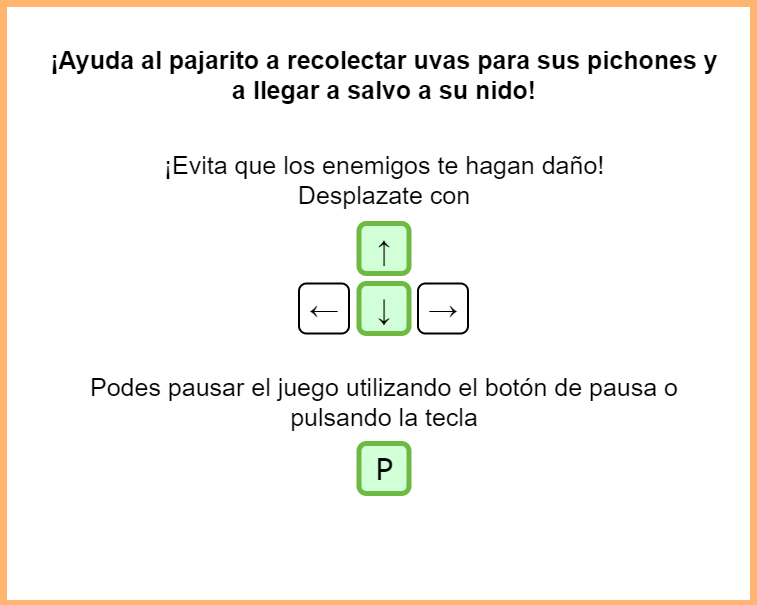 ¡Ayuda al pajarito a recolectar uvas para sus pichones y
a llegar a salvo a su nido!
¡Evita que los enemigos te hagan daño!
Desplazate con
↑
← ↓ →
Podes pausar el juego utilizando el botón de pausa o
pulsando la tecla
P